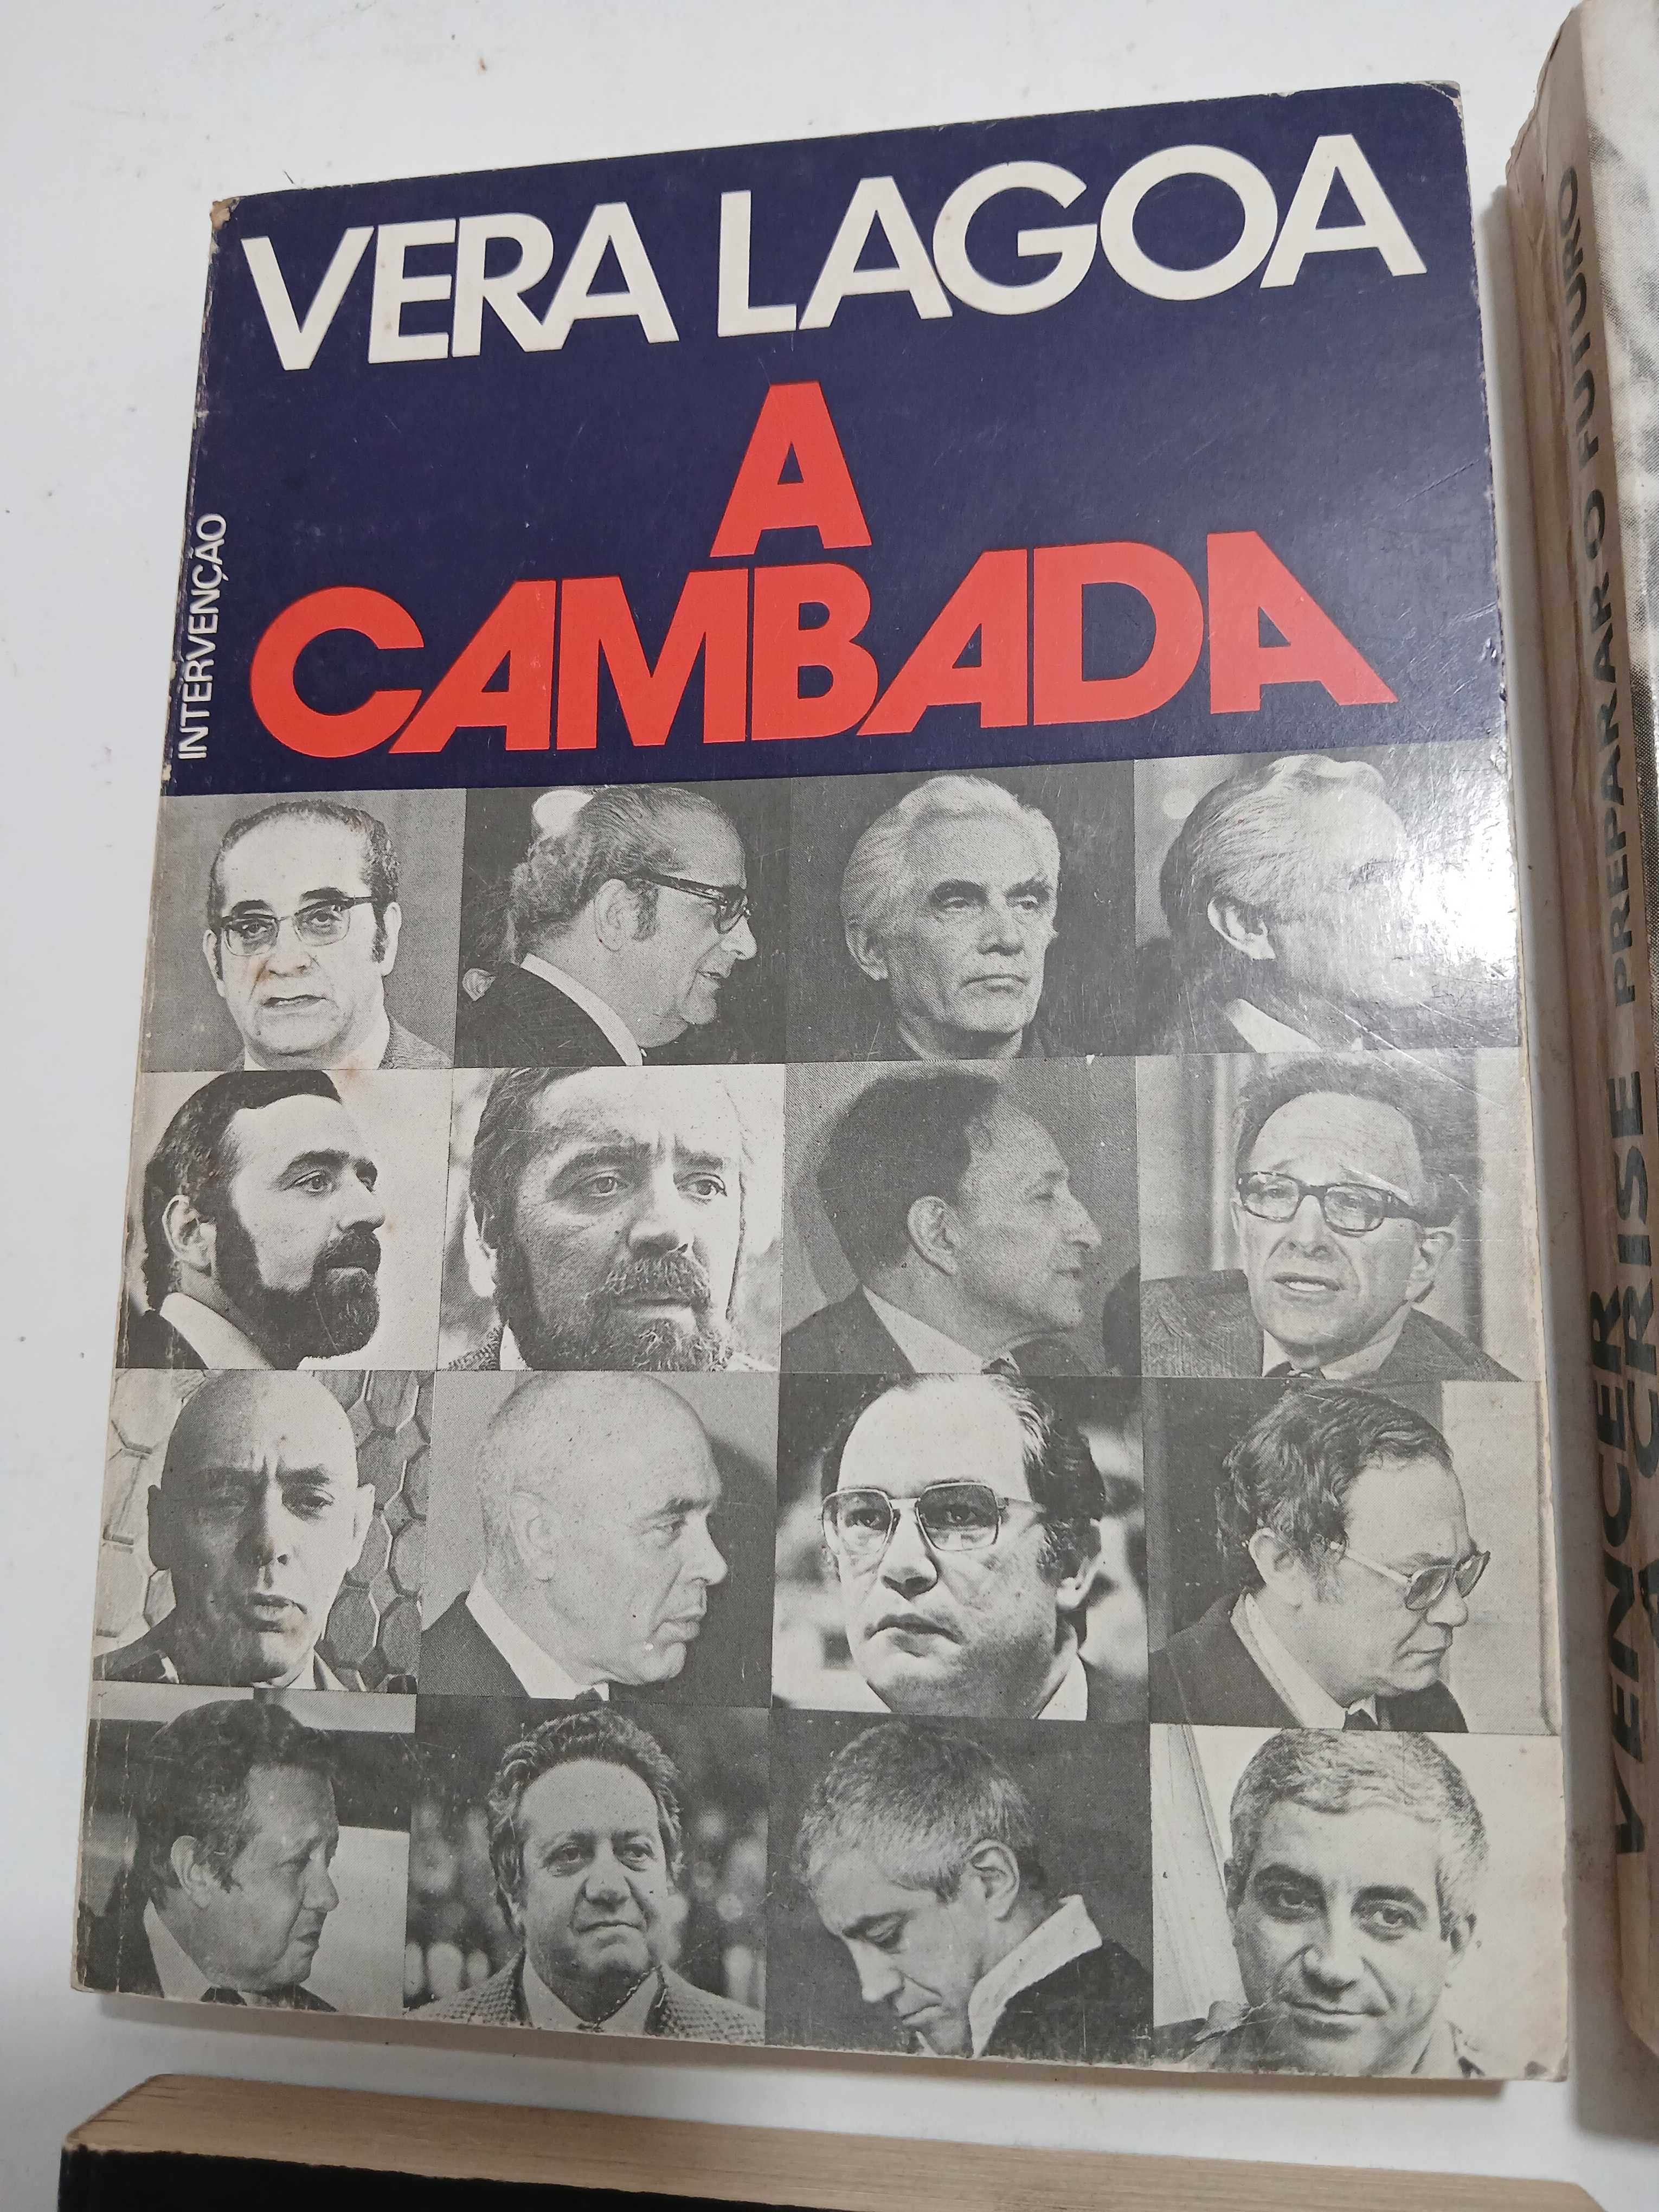 VERA LAGOA
A
CAMBADA
INTERVENÇÃO
VENCER
A CRISE PREPARAR O FUTURO